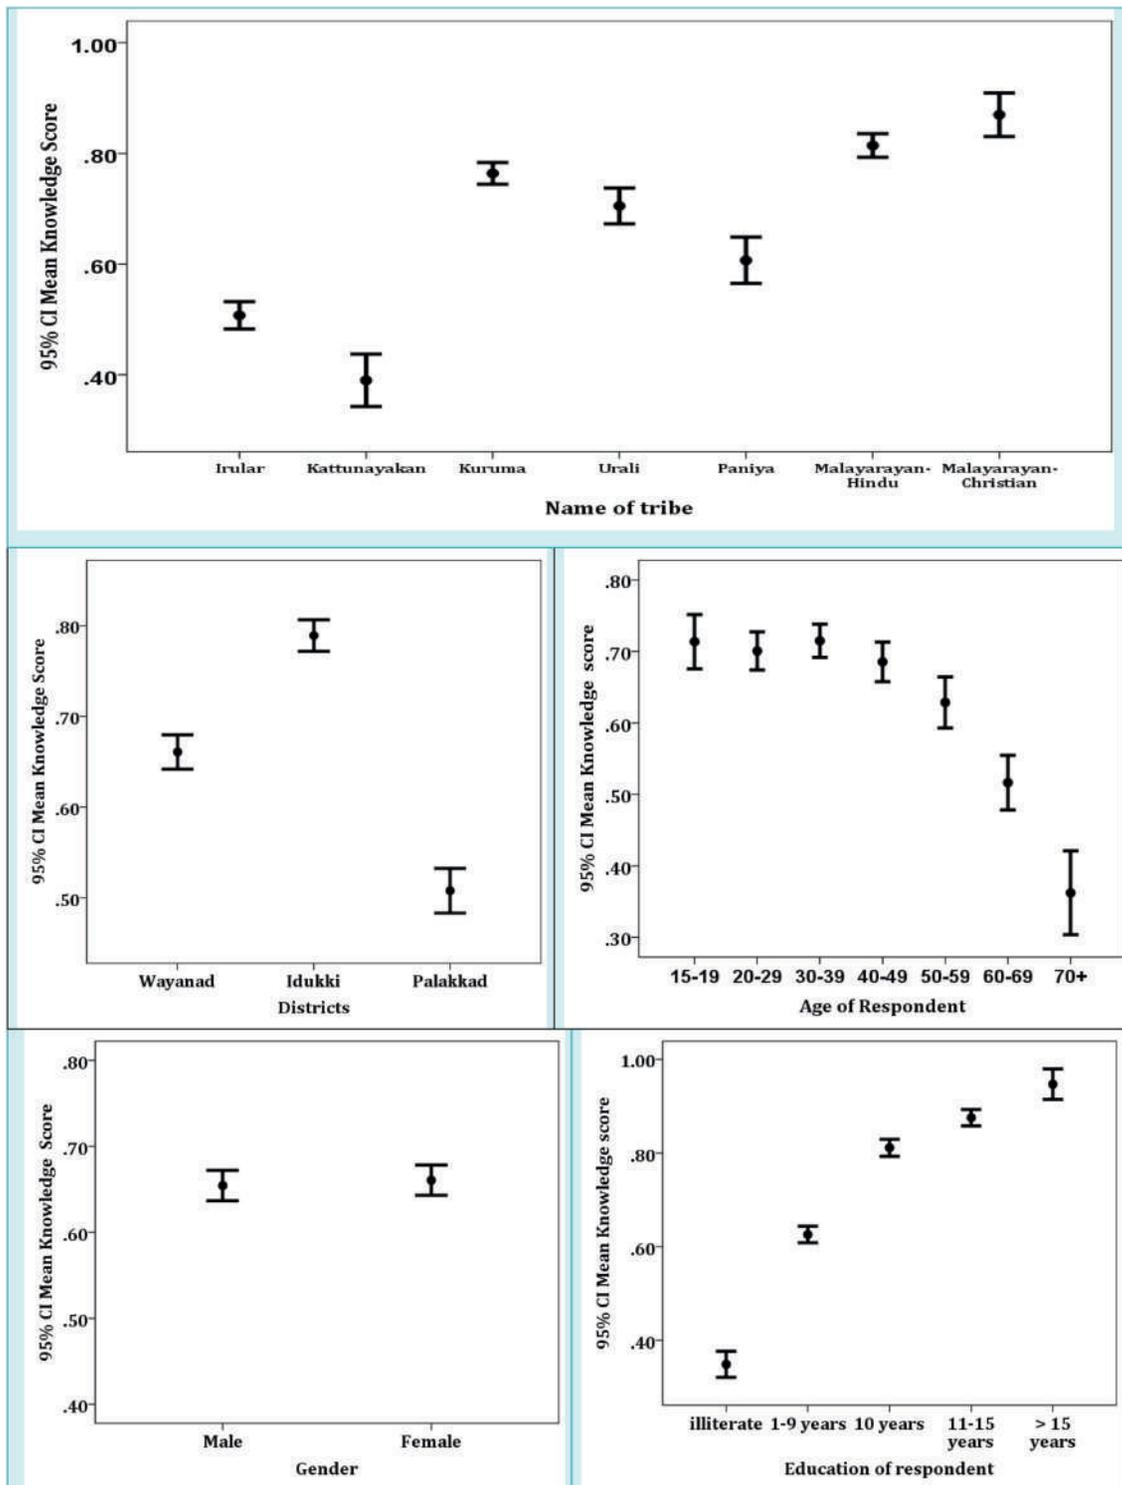 95% CI Mean Knowledge Score
1.00
.80
.60
.40
Irular
Kattunayakan
Kuruma
Urali
Paniya
Malayarayan-
Hindu
Malayarayan-
Christian
Name of tribe
95% CI Mean Knowledge Score
.80
.70
.60
.50
Wayanad
Idukki
Palakkad
Districts
95% CI Mean Knowledge score
.80
.70
.60
.50
.40
.30
15-19
20-29
30-39
40-49
50-59
60-69
70+
Age of Respondent
95% CI Mean Knowledge Score
.80
.70
.60
.50
.40
Male
Female
Gender
95% CI Mean Knowledge score
1.00
.80
.60
.40
illiterate
1-9 years
10 years
11-15
years
> 15
years
Education of respondent